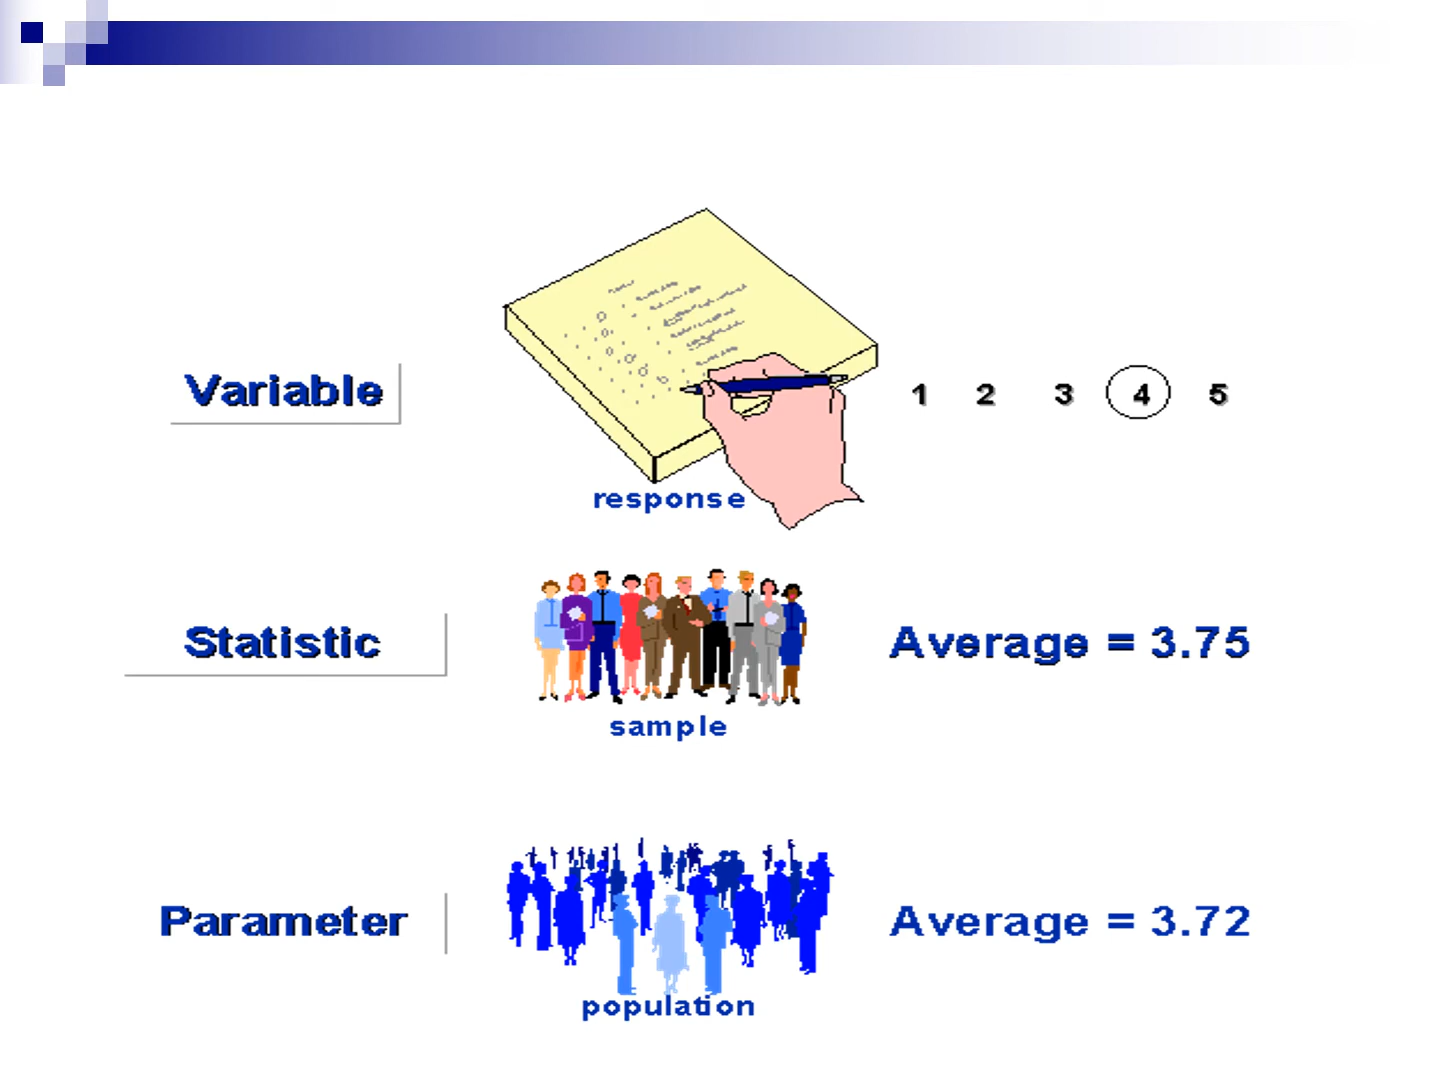 Variable
1 2 3 4 5
response
Statistic
Average = 3.75
sample
Parameter
Average = 3.72
population